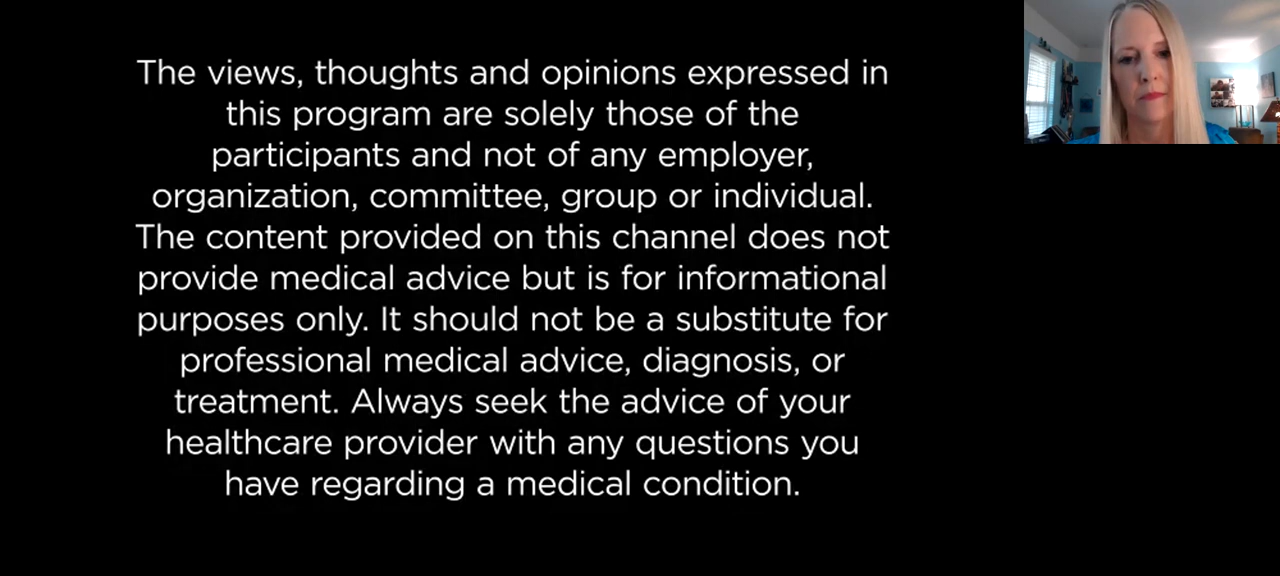 The views, thoughts and opinions expressed in
this program are solely those of the
participants and not of any employer,
organization, committee, group or individual.
The content provided on this channel does not
provide medical advice but is for informational
purposes only. It should not be a substitute for
professional medical advice, diagnosis, or
treatment. Always seek the advice of your
healthcare provider with any questions you
have regarding a medical condition.